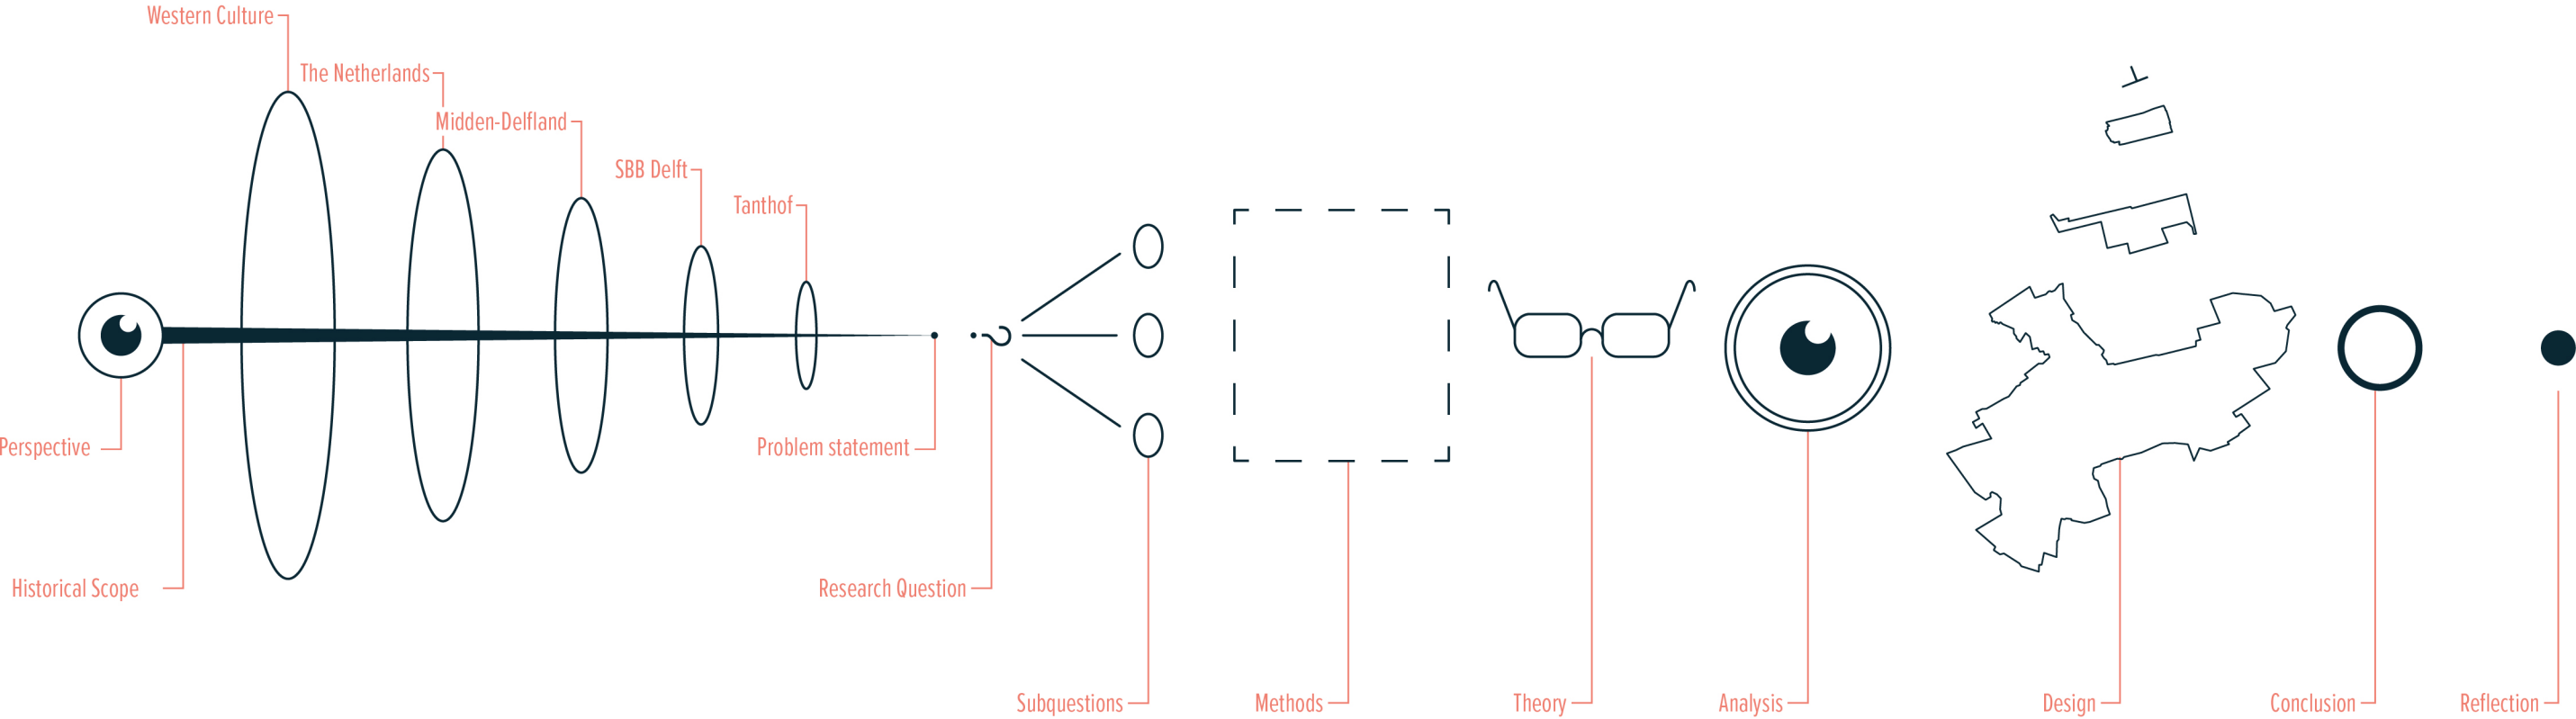 Western Culture
The Netherlands
Midden-Delfland
SBB Delft
Tanthof
Perspective
Problem statement
Historical Scope
Research Question
Subquestions
Methods
Theory
Analysis
Design
Conclusion
Reflection